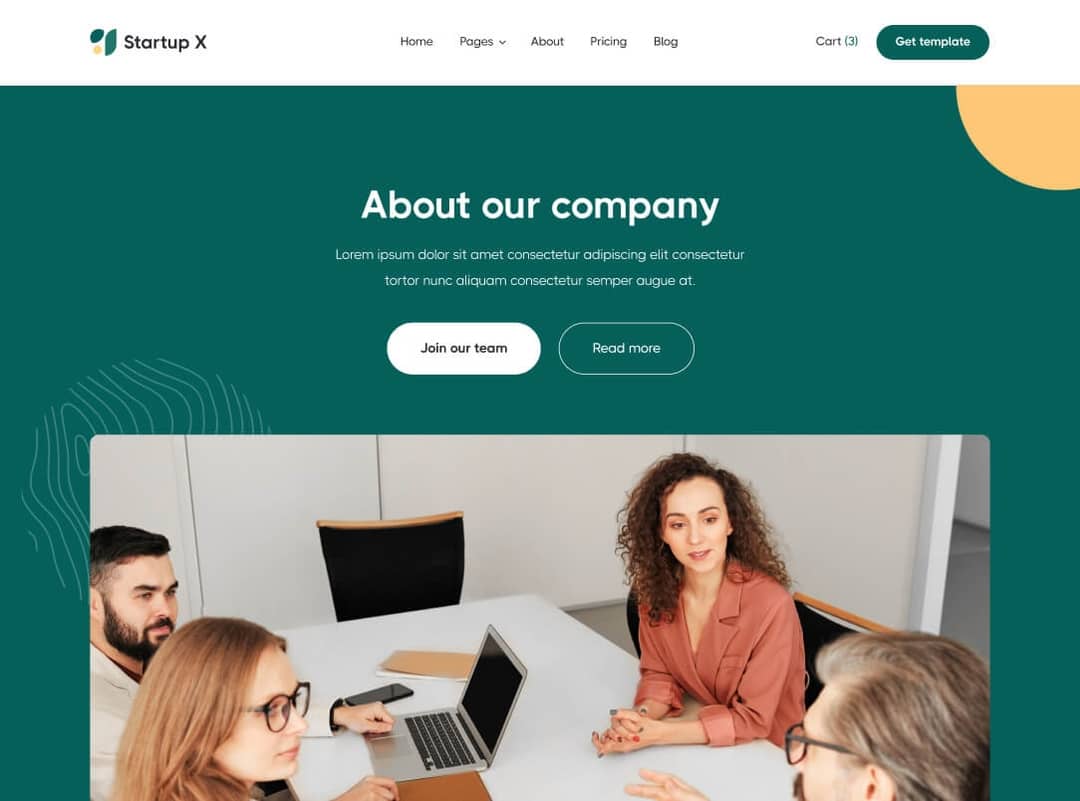 Startup X
Home Pages About Pricing Blog
Cart (3)
Get template
About our company
Lorem ipsum dolor sit amet consectetur adipiscing elit consectetur
tortor nunc aliquam consectetur semper augue at.
Join our team
Read more